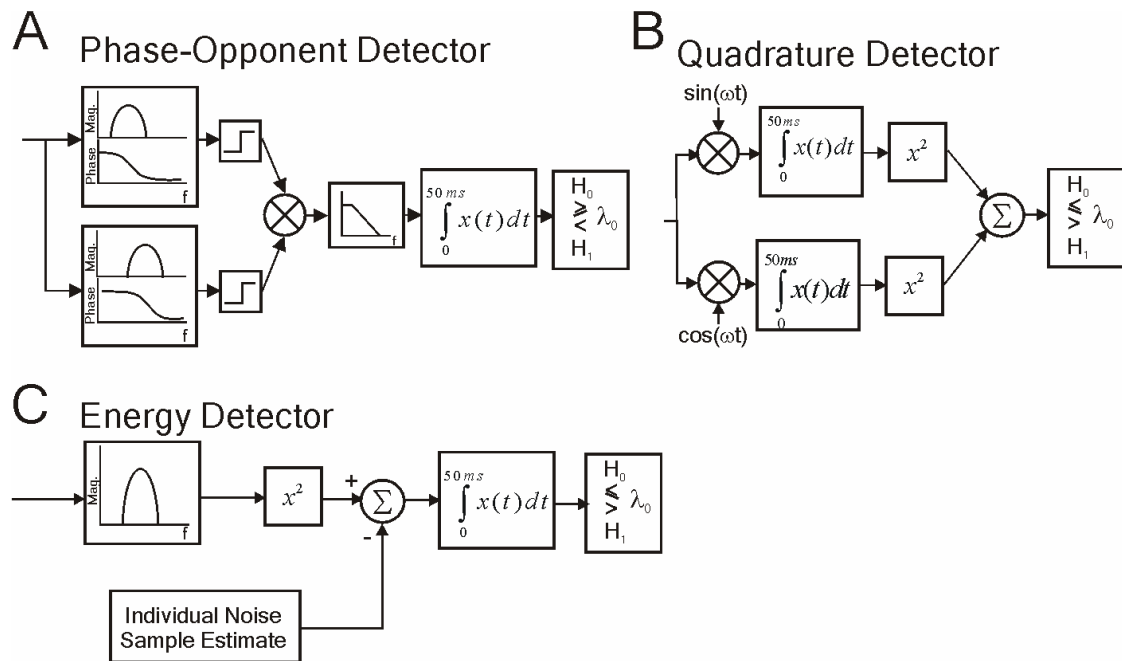 A
Phase-Opponent Detector
Mag.
Phase
f
Mag.
Phase
f
f
50 ms
∫ x(t) dt
0
H0
≥
< λ0
H1
B
Quadrature Detector
sin(ωt)
50ms
∫ x(t) dt
0
x²
cos(ωt)
50ms
∫ x(t) dt
0
x²
Σ
H0
≤
> λ0
H1
C
Energy Detector
Mag.
f
x²
+
Σ
-
50 ms
∫ x(t) dt
0
H0
≤
> λ0
H1
Individual Noise
Sample Estimate